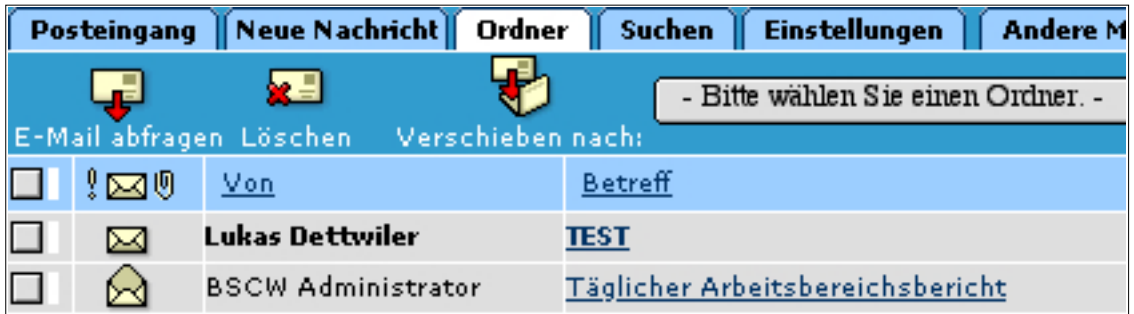 Posteingang Neue Nachricht Ordner Suchen Einstellungen Andere M
- Bitte wählen Sie einen Ordner. -
E-Mail abfragen Löschen Verschieben nach:
Von Betreff
Lukas Dettwiler TEST
BSCW Administrator Täglicher Arbeitsbereichsbericht